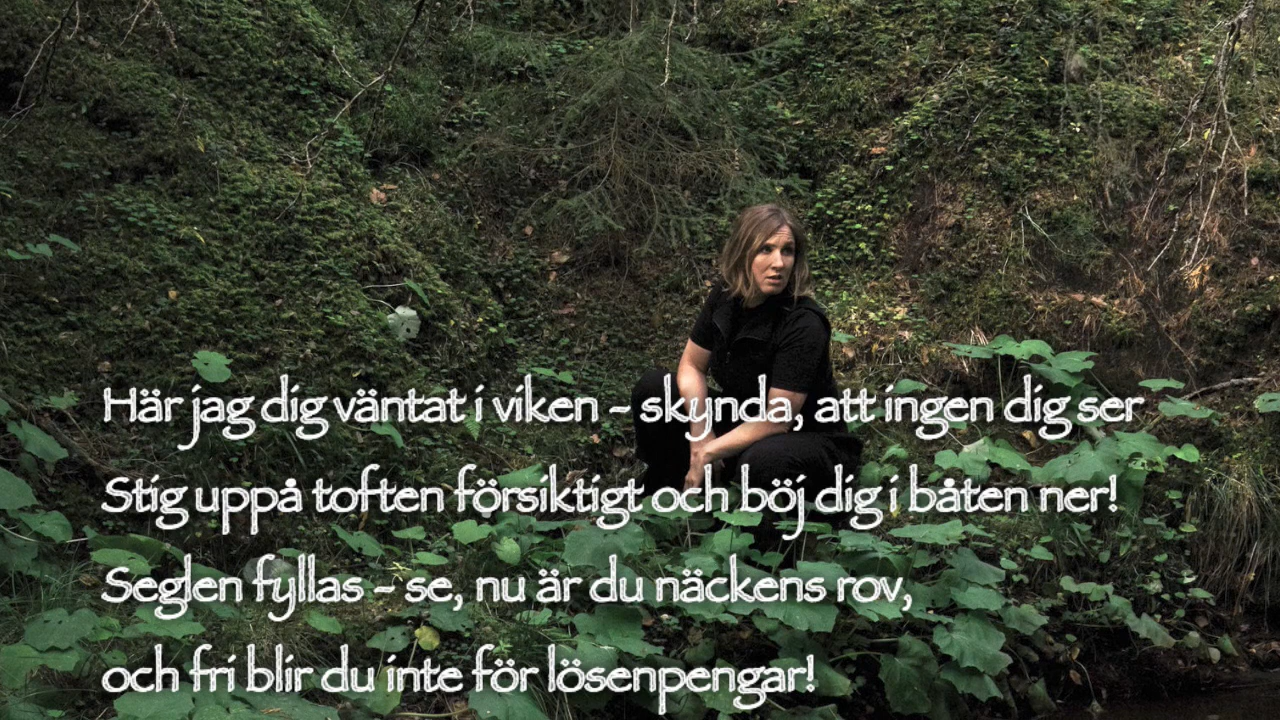 Här jag dig väntat i viken - skynda, att ingen dig ser
Stig uppå toften försiktigt och böj dig i båten ner!
Seglen fyllas - se, nu är du näckens rov,
och fri blir du inte för lösenpengar!